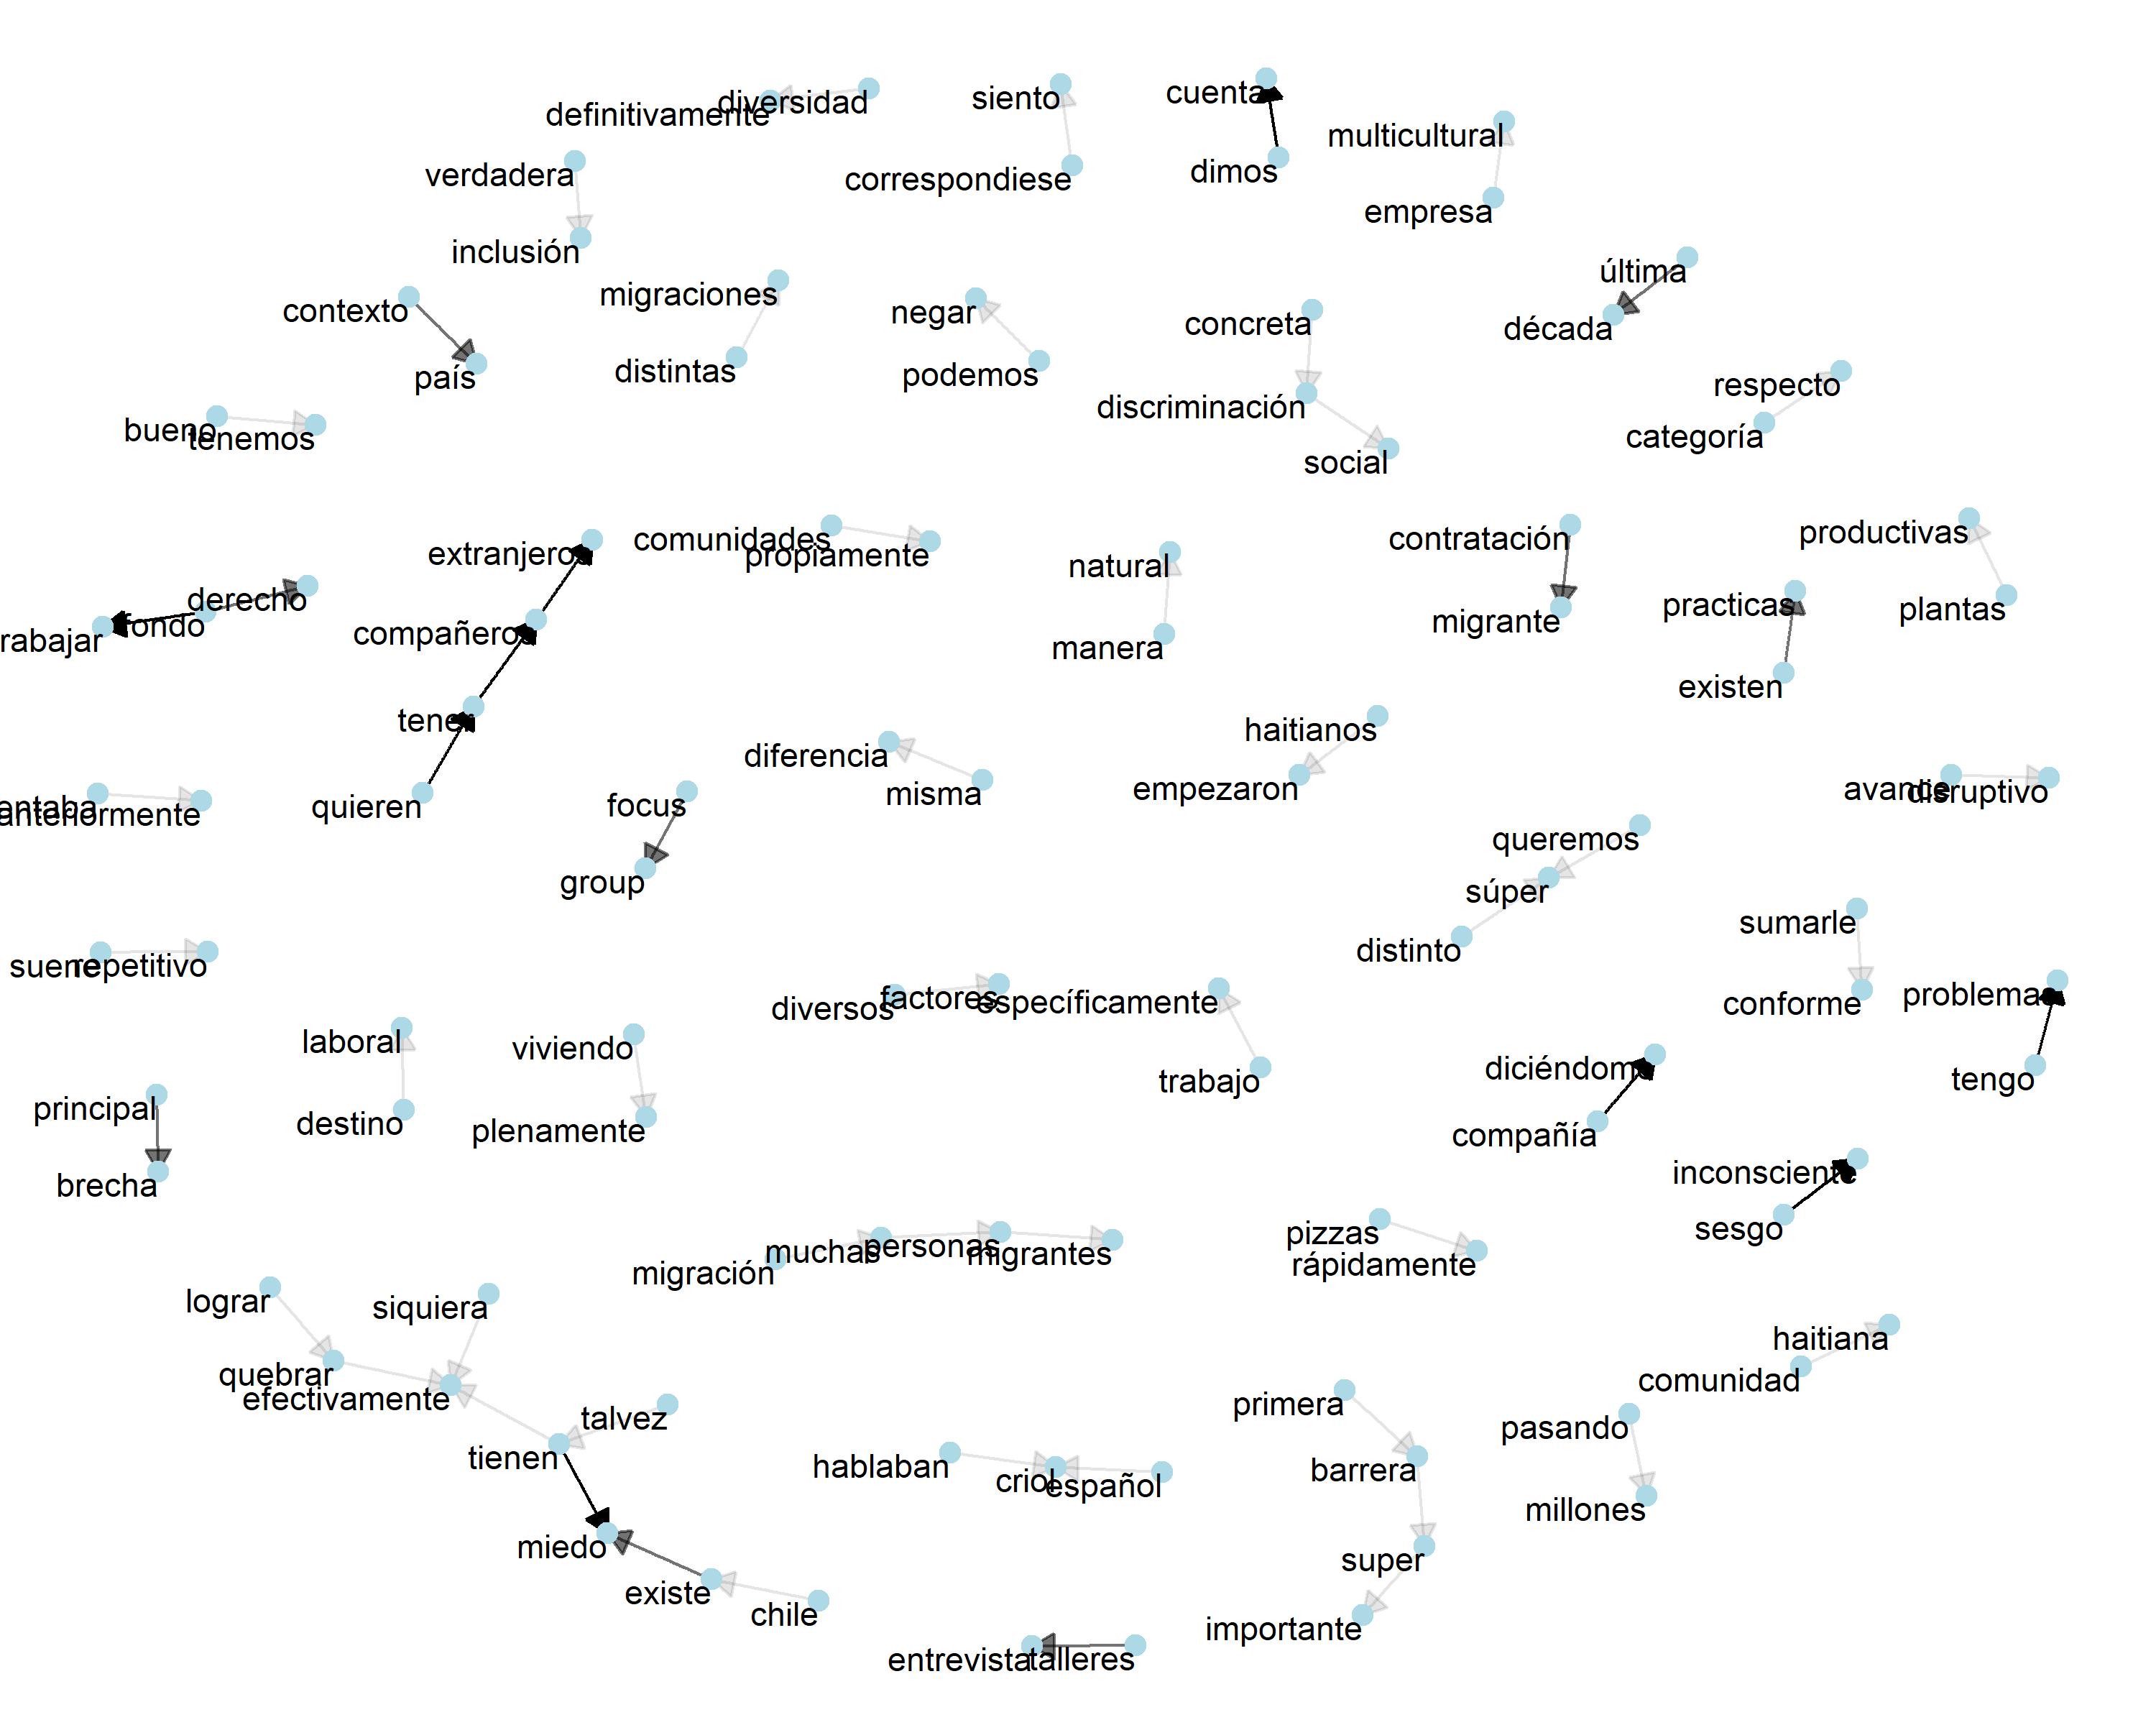 diversidad
definitivamente
siento
cuenta
multicultural
verdadera
correspondiese
dimos
empresa
inclusión
última
migraciones
contexto
negar
concreta
década
país
distintas
podemos
discriminación
respecto
bueno
tenemos
categoría
social
extranjeros
comunidades
propiamente
natural
contratación
productivas
derecho
fondo
rabajar
compañeros
manera
migrante
practicas
plantas
existen
tener
haitianos
diferencia
misma
empezaron
avance
disruptivo
entaba
anteriormente
quieren
focus
queremos
group
súper
sumarle
distinto
suene
repetitivo
diversos
factores
específicamente
conforme
problemas
laboral
viviendo
diciéndome
trabajo
tengo
principal
destino
plenamente
compañía
brecha
inconsciente
sesgo
migración
muchas
personas
migrantes
pizzas
rápidamente
lograr
siquiera
haitiana
quebrar
efectivamente
comunidad
primera
talvez
pasando
tienen
hablaban
criol
español
barrera
millones
miedo
super
existe
chile
importante
entrevista
talleres